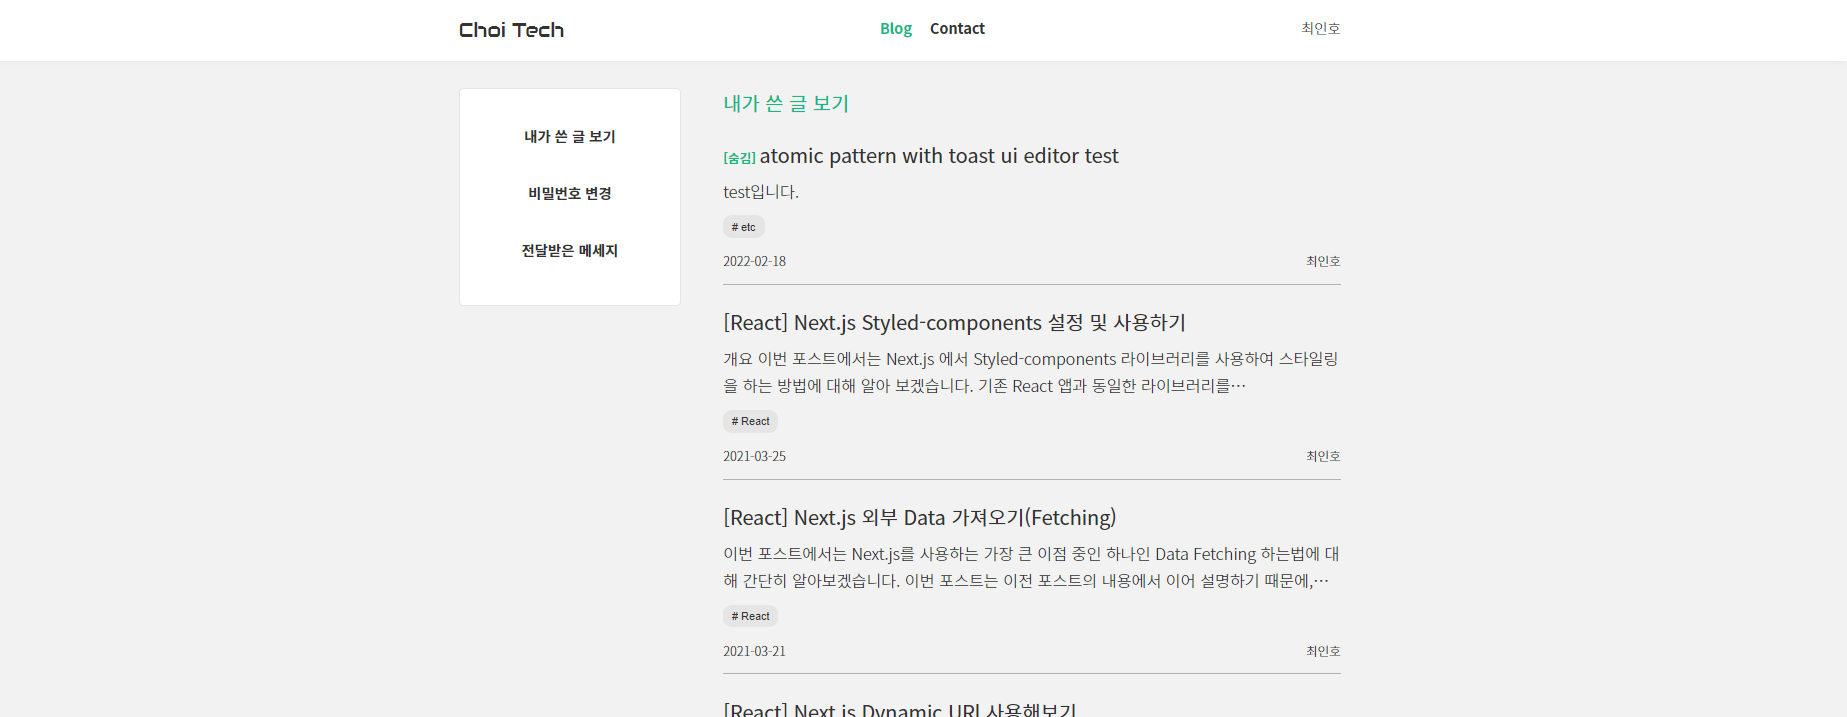 Choi Tech
Blog Contact
최인호
내가 쓴 글 보기
비밀번호 변경
전달받은 메세지
내가 쓴 글 보기
[숨김] atomic pattern with toast ui editor test
test입니다.
# etc
2022-02-18 최인호
[React] Next.js Styled-components 설정 및 사용하기
개요 이번 포스트에서는 Next.js 에서 Styled-components 라이브러리를 사용하여 스타일링
을 하는 방법에 대해 알아 보겠습니다. 기존 React 앱과 동일한 라이브러리를…
# React
2021-03-25 최인호
[React] Next.js 외부 Data 가져오기(Fetching)
이번 포스트에서는 Next.js를 사용하는 가장 큰 이점 중인 하나인 Data Fetching 하는법에 대
해 간단히 알아보겠습니다. 이번 포스트는 이전 포스트의 내용에서 이어 설명하기 때문에,…
# React
2021-03-21 최인호
[React] Next.js Dynamic URL 사용해보기